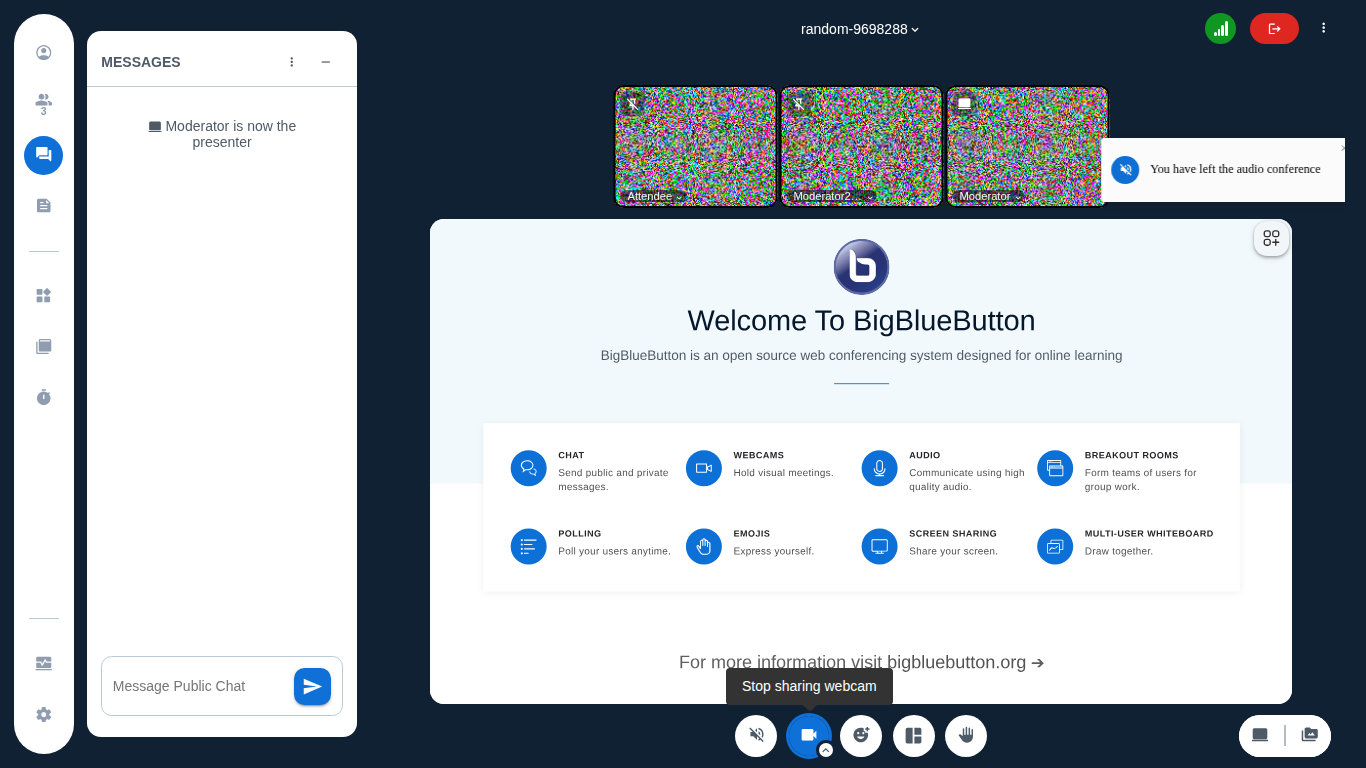 random-9698288
3
MESSAGES
Moderator is now the
presenter
Message Public Chat
Attendee
Moderator2...
Moderator
You have left the audio conference
Welcome To BigBlueButton
BigBlueButton is an open source web conferencing system designed for online learning
CHAT
Send public and private
messages.
WEBCAMS
Hold visual meetings.
AUDIO
Communicate using high
quality audio.
BREAKOUT ROOMS
Form teams of users for
group work.
POLLING
Poll your users anytime.
EMOJIS
Express yourself.
SCREEN SHARING
Share your screen.
MULTI-USER WHITEBOARD
Draw together.
For more information visit bigbluebutton.org ➔
Stop sharing webcam